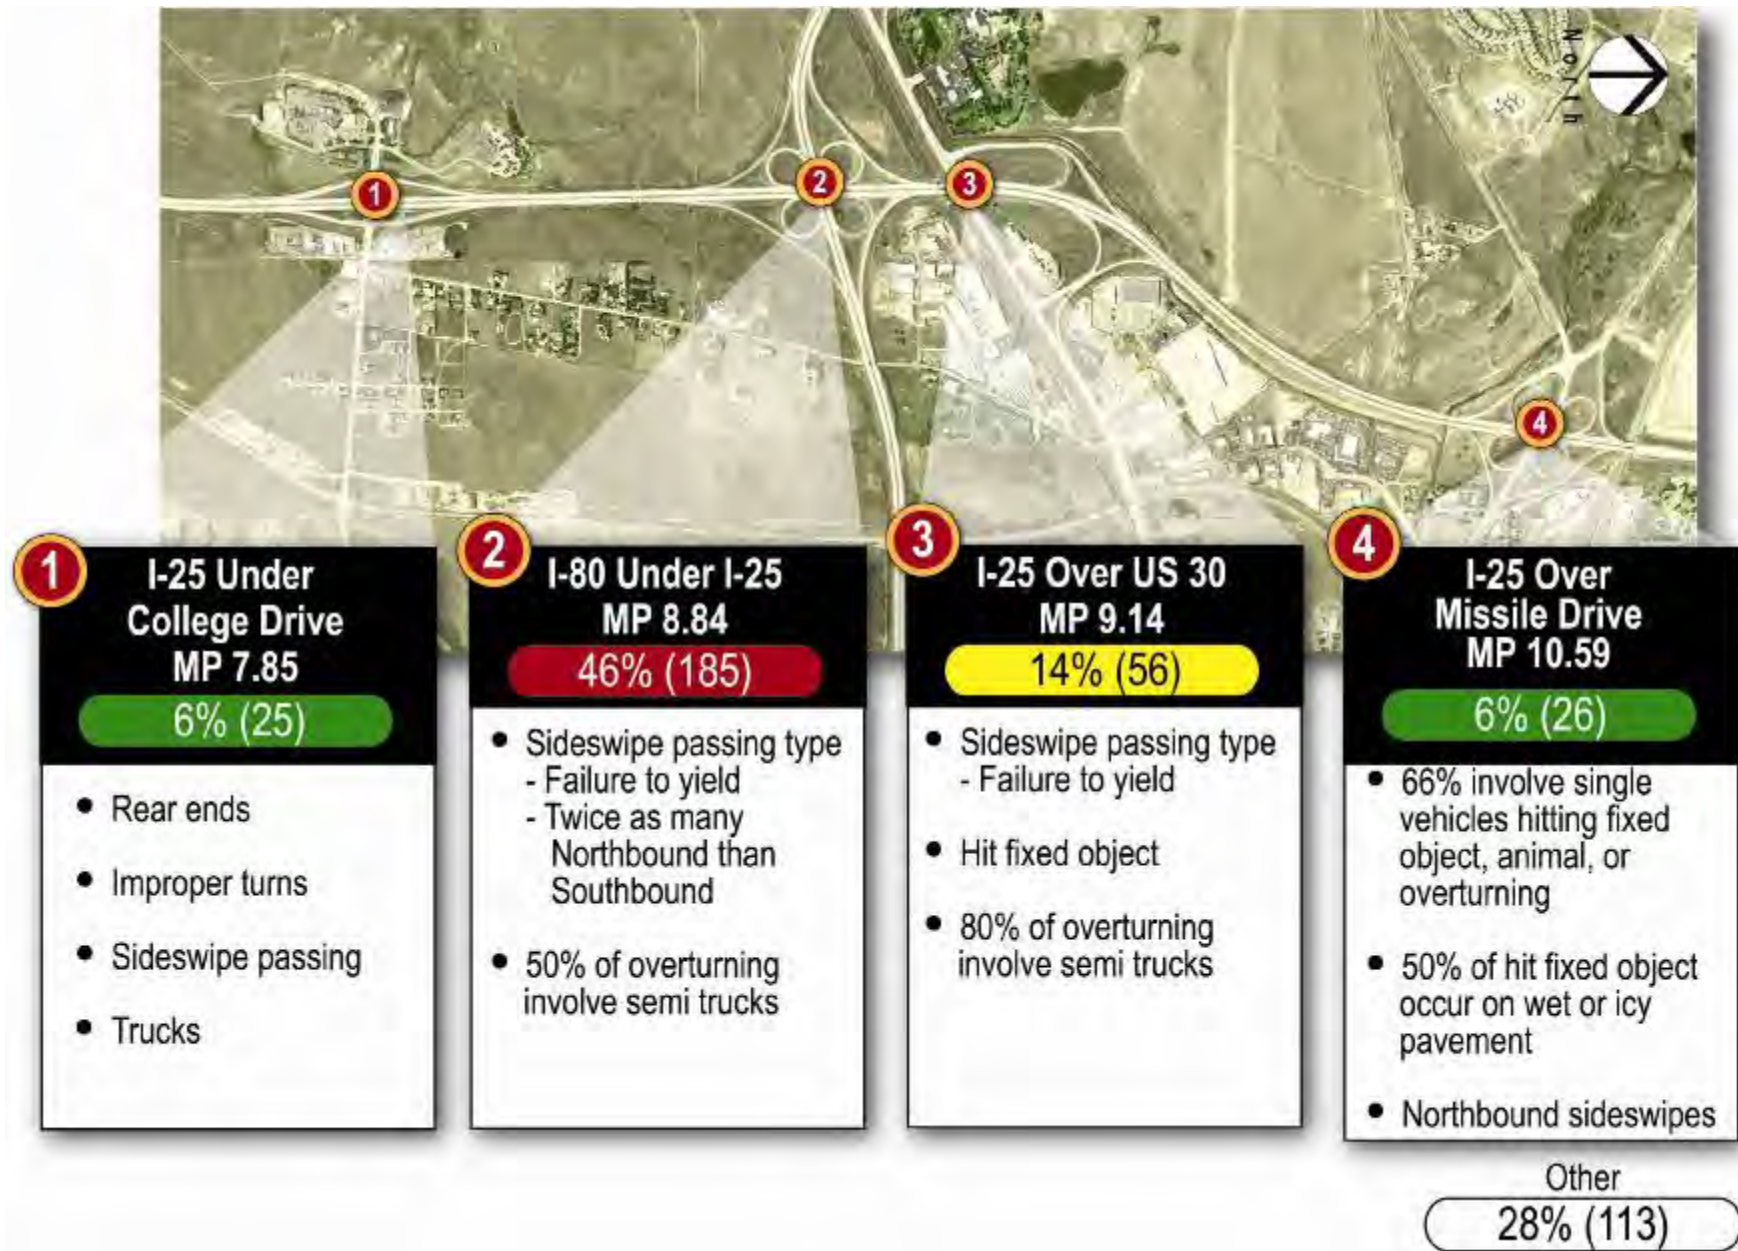 North
1
2
3
4
1
I-25 Under
College Drive
MP 7.85
6% (25)
• Rear ends
• Improper turns
• Sideswipe passing
• Trucks
2
I-80 Under I-25
MP 8.84
46% (185)
• Sideswipe passing type
- Failure to yield
- Twice as many
Northbound than
Southbound
• 50% of overturning
involve semi trucks
3
I-25 Over US 30
MP 9.14
14% (56)
• Sideswipe passing type
- Failure to yield
• Hit fixed object
• 80% of overturning
involve semi trucks
4
I-25 Over
Missile Drive
MP 10.59
6% (26)
• 66% involve single
vehicles hitting fixed
object, animal, or
overturning
• 50% of hit fixed object
occur on wet or icy
pavement
• Northbound sideswipes
Other
28% (113)